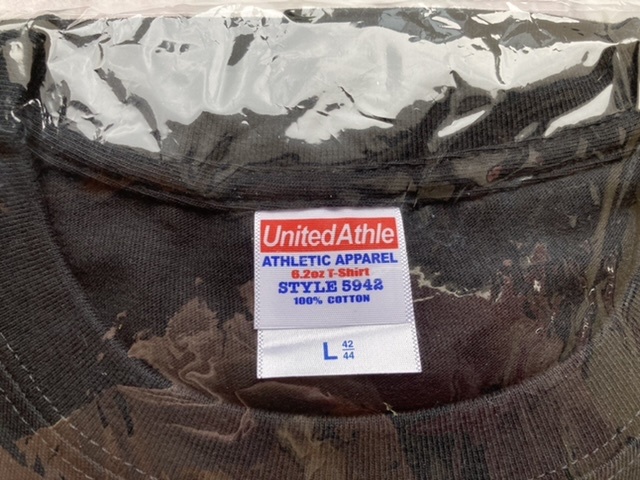 UnitedAthle
ATHLETIC APPAREL
6.2oz T-Shirt
STYLE 5942
100% COTTON
L 42
44